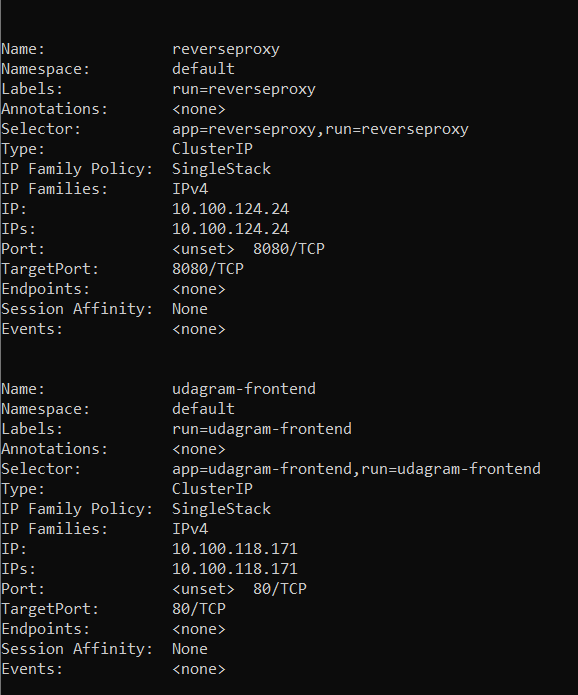 Name: reverseproxy
Namespace: default
Labels: run=reverseproxy
Annotations: <none>
Selector: app=reverseproxy,run=reverseproxy
Type: ClusterIP
IP Family Policy: SingleStack
IP Families: IPv4
IP: 10.100.124.24
IPs: 10.100.124.24
Port: <unset> 8080/TCP
TargetPort: 8080/TCP
Endpoints: <none>
Session Affinity: None
Events: <none>
Name: udagram-frontend
Namespace: default
Labels: run=udagram-frontend
Annotations: <none>
Selector: app=udagram-frontend,run=udagram-frontend
Type: ClusterIP
IP Family Policy: SingleStack
IP Families: IPv4
IP: 10.100.118.171
IPs: 10.100.118.171
Port: <unset> 80/TCP
TargetPort: 80/TCP
Endpoints: <none>
Session Affinity: None
Events: <none>